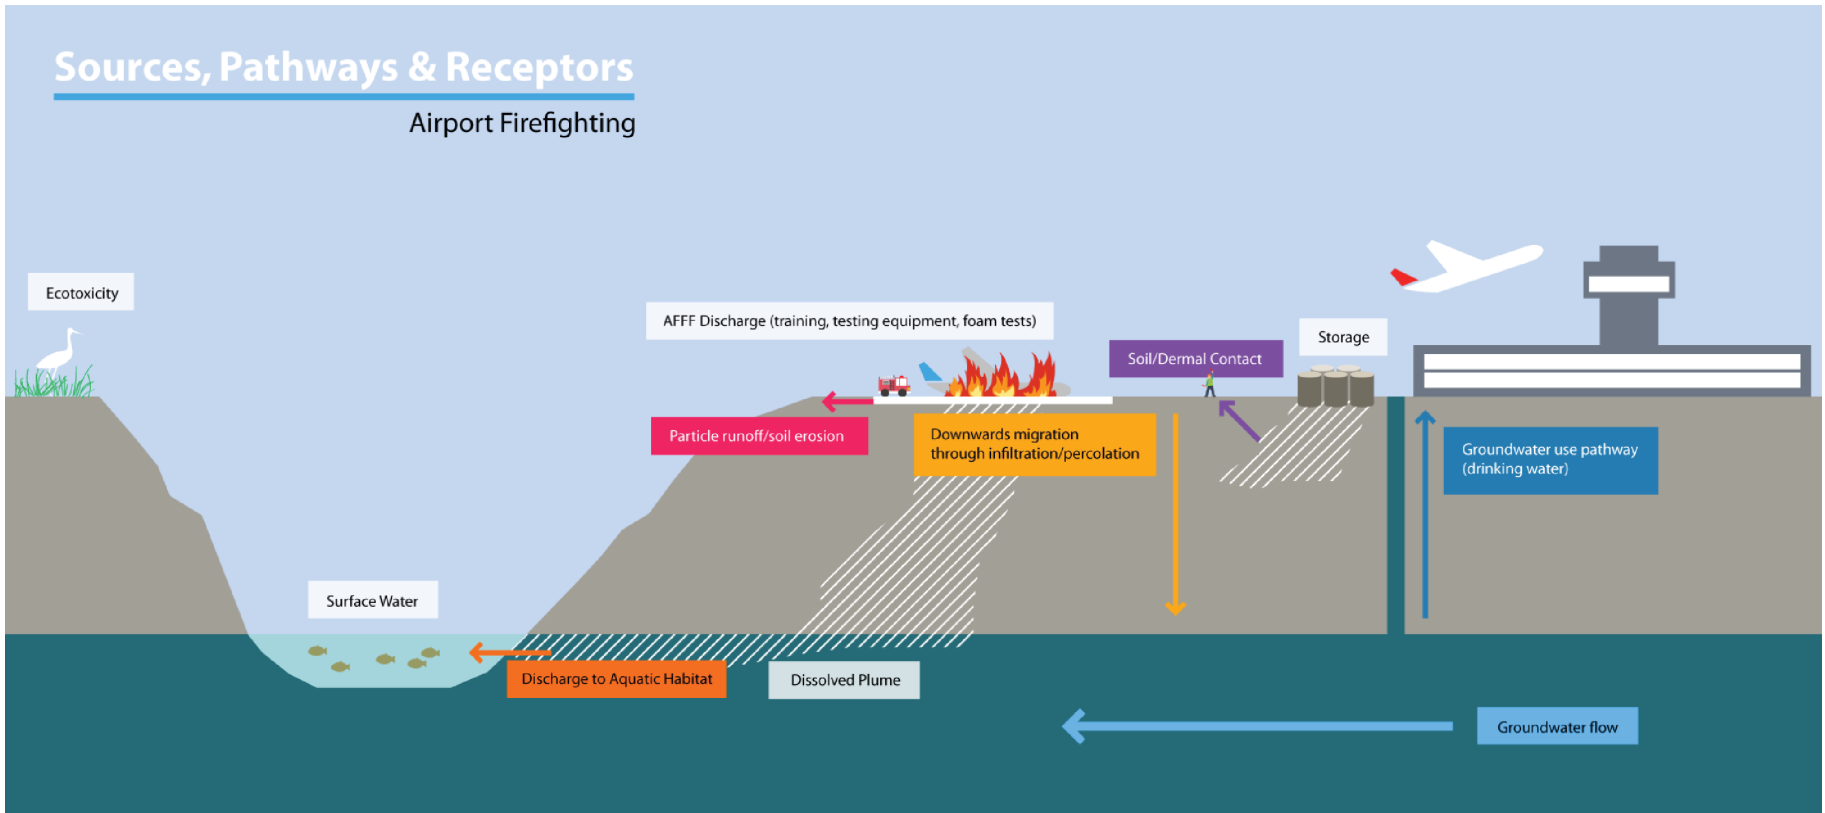 Sources, Pathways & Receptors
Airport Firefighting
Ecotoxicity
AFFF Discharge (training, testing equipment, foam tests)
Soil/Dermal Contact
Storage
Particle runoff/soil erosion
Downwards migration
through infiltration/percolation
Groundwater use pathway
(drinking water)
Surface Water
Discharge to Aquatic Habitat
Dissolved Plume
Groundwater flow